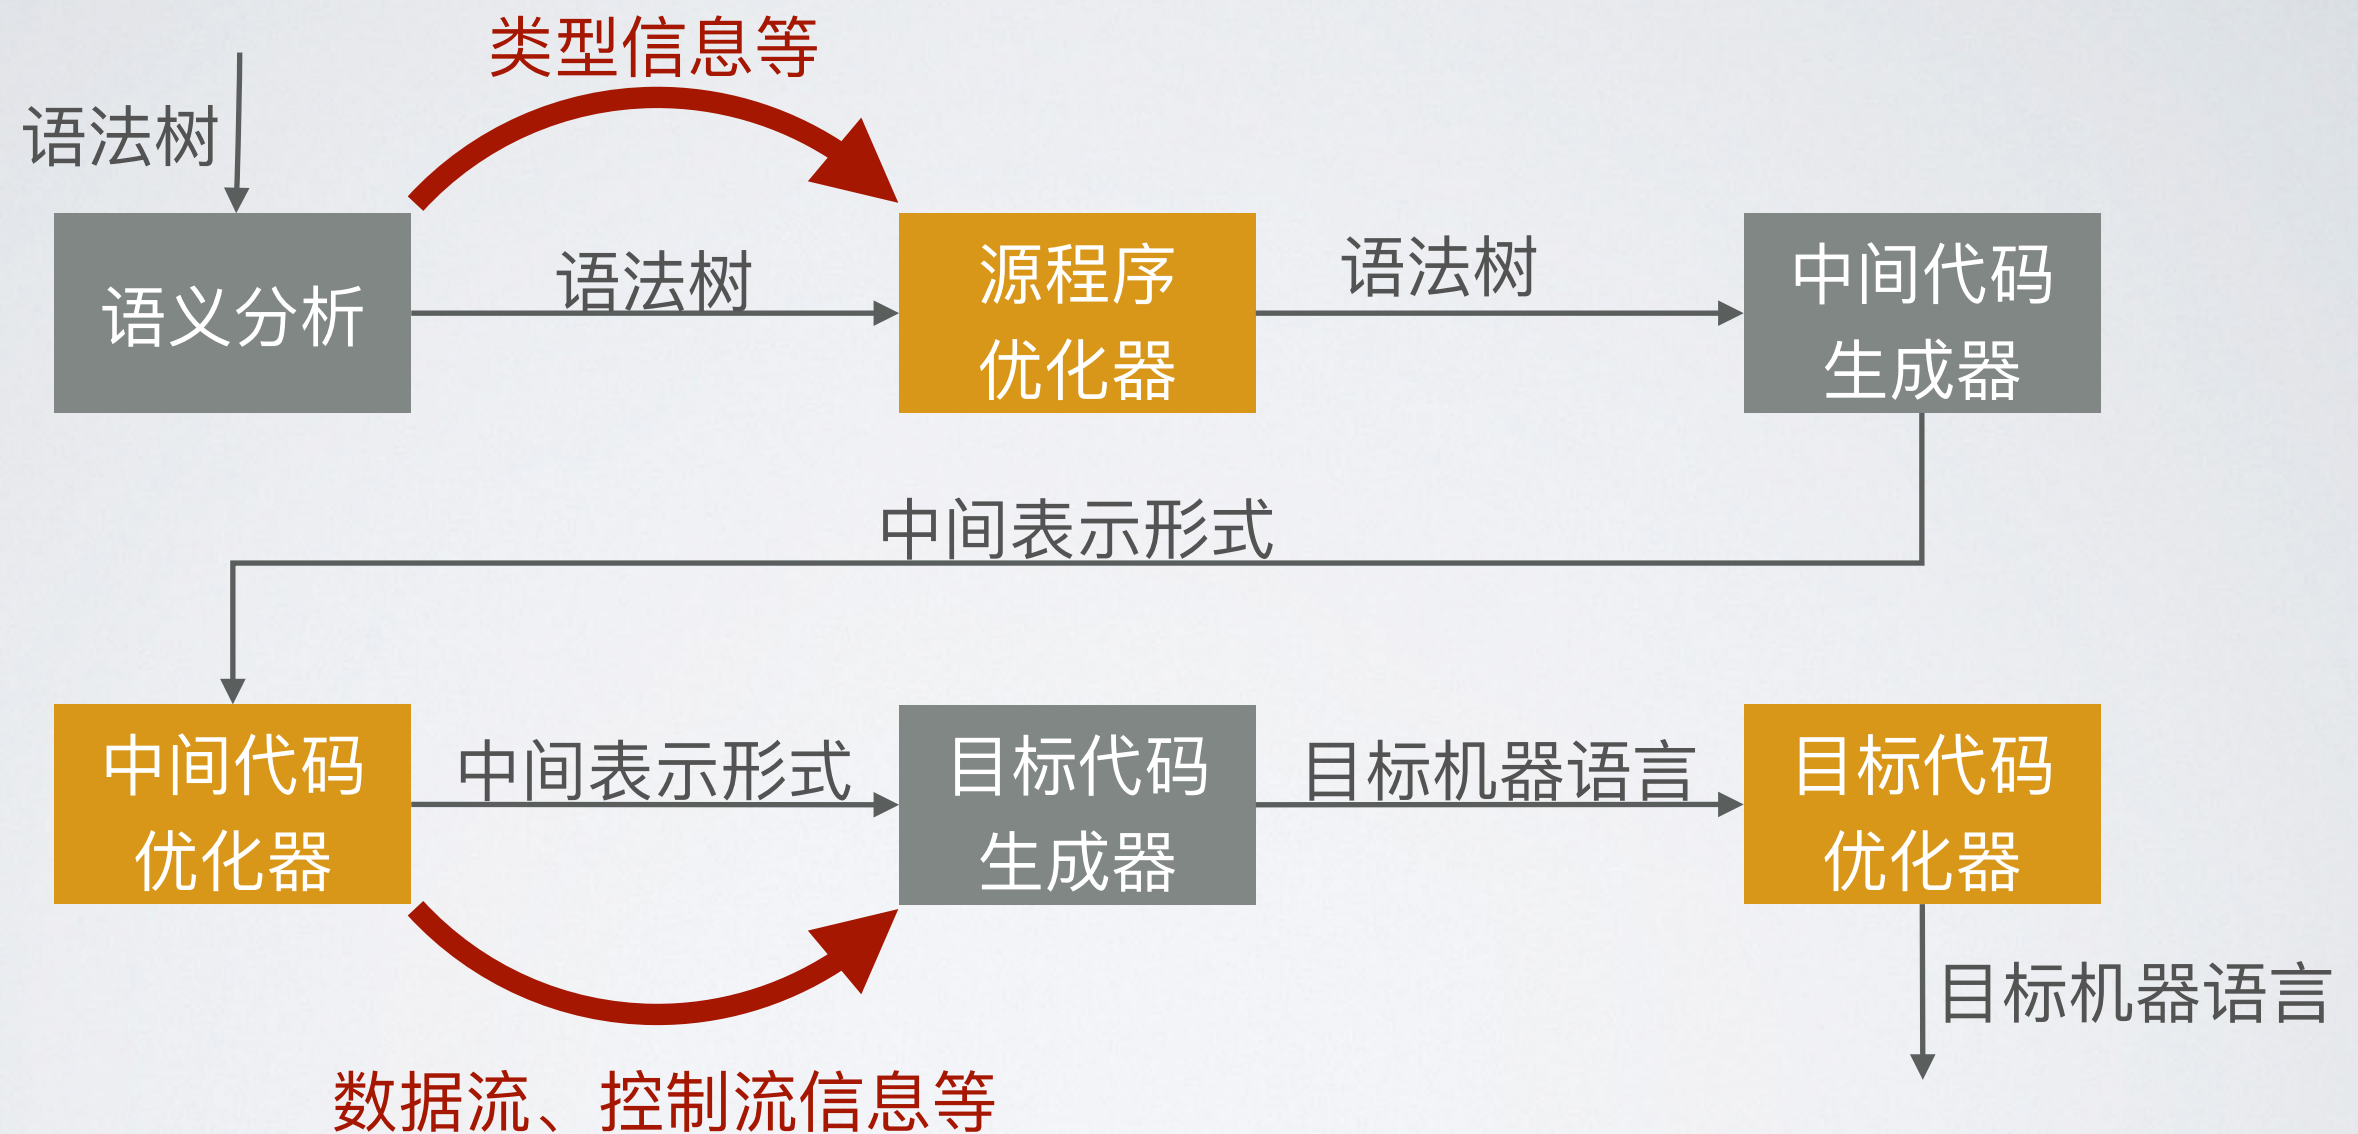 类型信息等
语法树
语义分析
语法树
源程序
优化器
语法树
中间代码
生成器
中间表示形式
中间代码
优化器
中间表示形式
目标代码
生成器
目标机器语言
目标代码
优化器
目标机器语言
数据流、控制流信息等